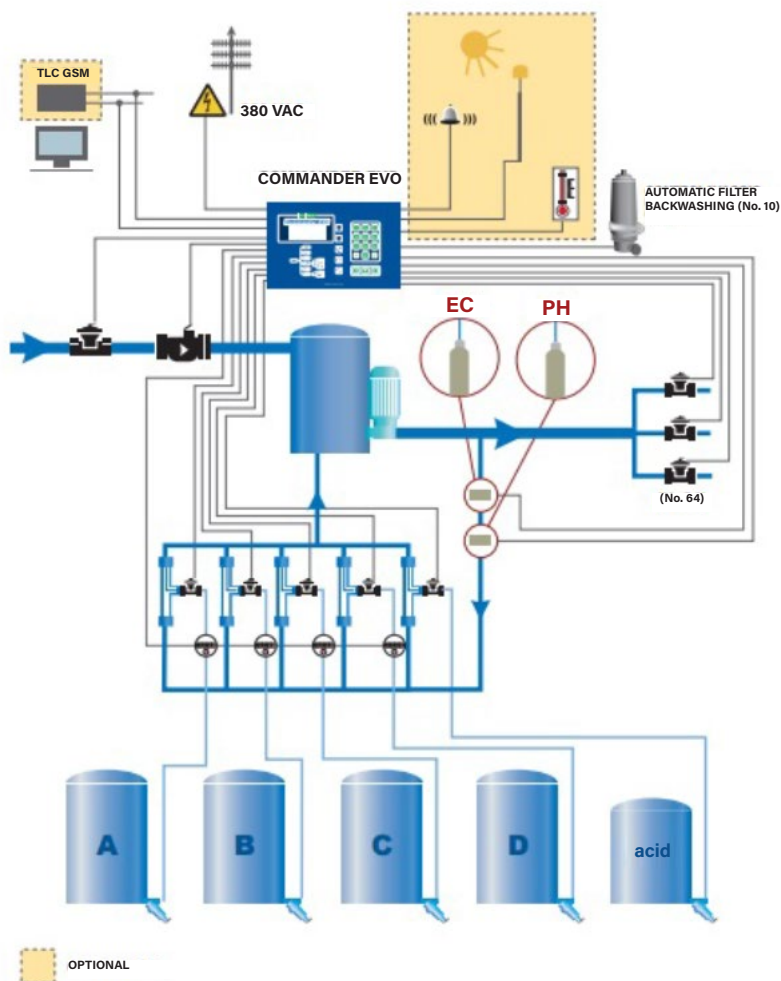 TLC GSM
380 VAC
COMMANDER EVO
AUTOMATIC FILTER
BACKWASHING (No. 10)
EC
PH
(No. 64)
A
B
C
D
acid
OPTIONAL